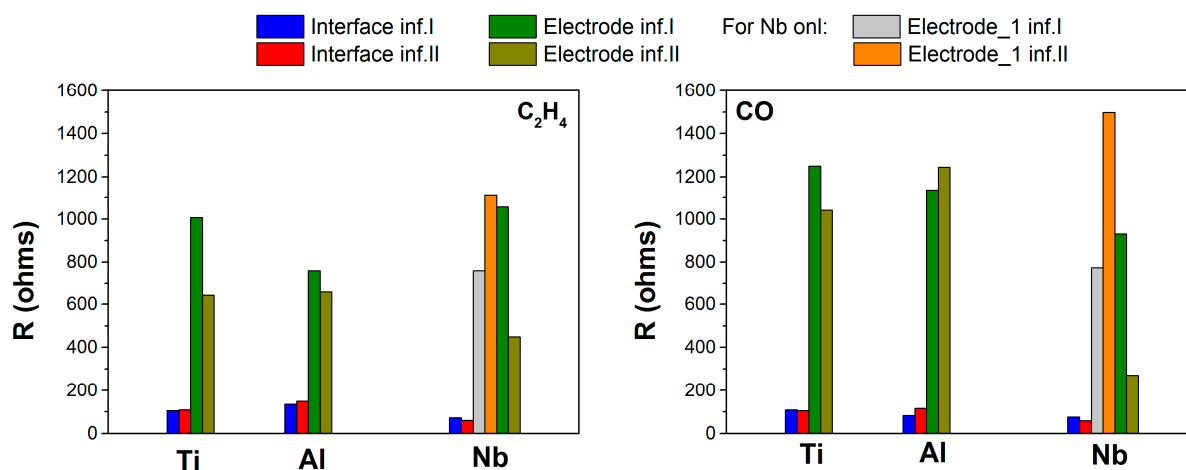 Interface inf.I Electrode inf.I For Nb onl: Electrode_1 inf.I
Interface inf.II Electrode inf.II Electrode_1 inf.II
C₂H₄
R (ohms)
1600
1400
1200
1000
800
600
400
200
0
Ti Al Nb
CO
R (ohms)
1600
1400
1200
1000
800
600
400
200
0
Ti Al Nb